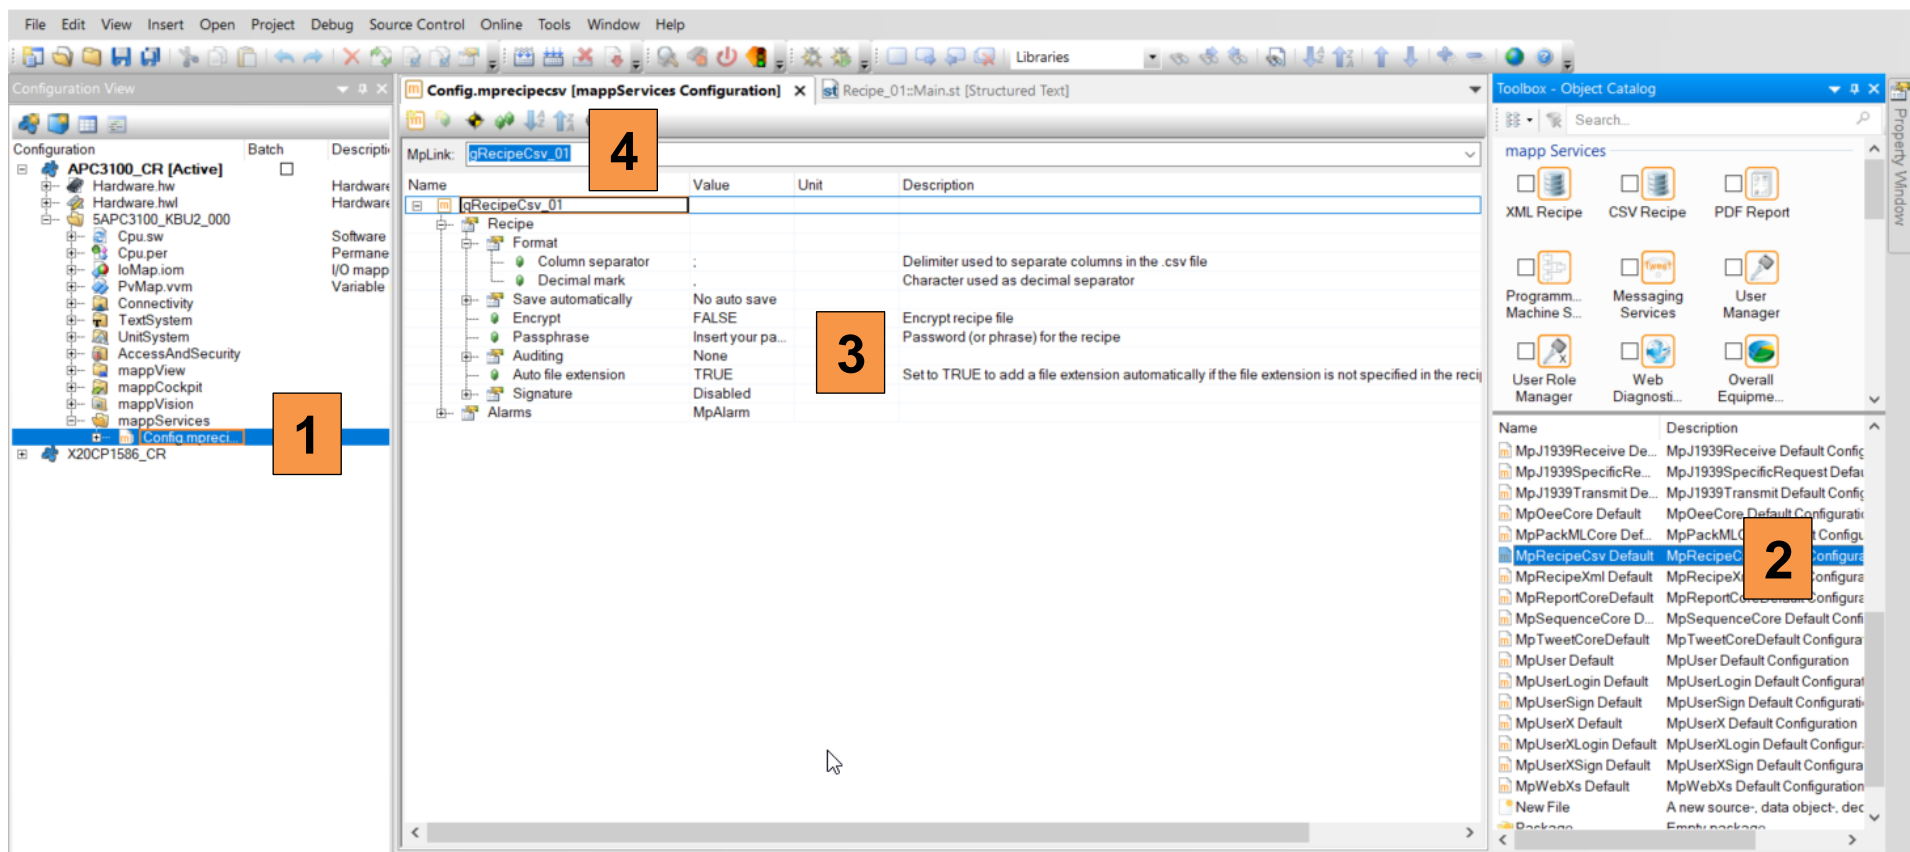 File Edit View Insert Open Project Debug Source Control Online Tools Window Help
Libraries
Configuration View
Configuration Batch Descripti
APC3100_CR [Active]
Hardware.hw Hardware
Hardware.hwl Hardware
5APC3100_KBU2_000
Cpu.sw Software
Cpu.per Permane
IoMap.iom I/O mapp
PvMap.vvm Variable
Connectivity
TextSystem
UnitSystem
AccessAndSecurity
mappView
mappCockpit
mappVision
mappServices
Config.mpreci...
X20CP1586_CR
1
Config.mprecipecsv [mappServices Configuration] Recipe_01::Main.st [Structured Text]
4
MpLink: gRecipeCsv_01
Name Value Unit Description
gRecipeCsv_01
Recipe
Format
Column separator ; Delimiter used to separate columns in the .csv file
Decimal mark , Character used as decimal separator
Save automatically No auto save
Encrypt FALSE Encrypt recipe file
Passphrase Insert your pa... Password (or phrase) for the recipe
Auditing None
Auto file extension TRUE Set to TRUE to add a file extension automatically if the file extension is not specified in the reci
Signature Disabled
Alarms MpAlarm
3
Toolbox - Object Catalog
Search...
mapp Services
XML Recipe CSV Recipe PDF Report
Tweet
Programm... Messaging User
Machine S... Services Manager
User Role Web Overall
Manager Diagnosti... Equipme...
Name Description
MpJ1939Receive De... MpJ1939Receive Default Config
MpJ1939SpecificRe... MpJ1939SpecificRequest Defau
MpJ1939Transmit De... MpJ1939Transmit Default Config
MpOeeCore Default MpOeeCore Default Configuratio
MpPackMLCore Def... MpPackMLC t Configu
MpRecipeCsv Default MpRecipeC Configura
MpRecipeXml Default MpRecipeX Configura
MpReportCoreDefault MpReportCoreDefault Configura
MpSequenceCore D... MpSequenceCore Default Confi
MpTweetCoreDefault MpTweetCoreDefault Configurat
MpUser Default MpUser Default Configuration
MpUserLogin Default MpUserLogin Default Configurat
MpUserSign Default MpUserSign Default Configurati
MpUserX Default MpUserX Default Configuration
MpUserXLogin Default MpUserXLogin Default Configur
MpUserXSign Default MpUserXSign Default Configura
MpWebXs Default MpWebXs Default Configuration
New File A new source-, data object-, dec
Package Empty package
2
Property Window